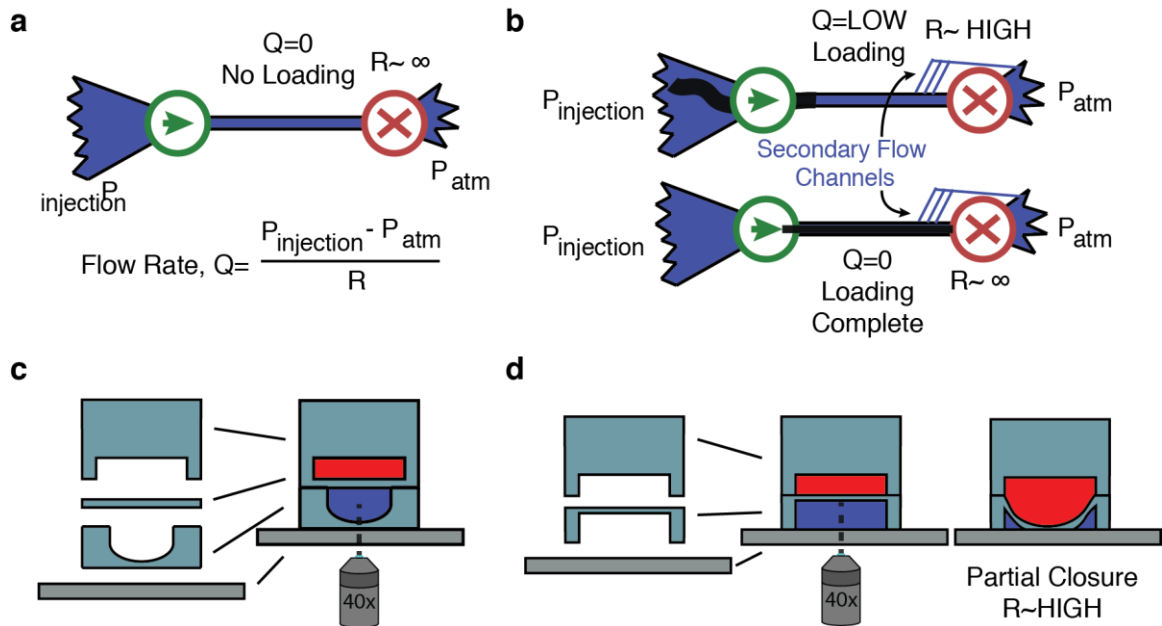 a
Q=0
No Loading
R~ ∞
P
injection
P atm
Flow Rate, Q= P injection - P atm
R
b
Q=LOW
Loading
R~ HIGH
P injection
P atm
Secondary Flow
Channels
P injection
P atm
Q=0
Loading
Complete
R~ ∞
c
40x
d
40x
Partial Closure
R~HIGH